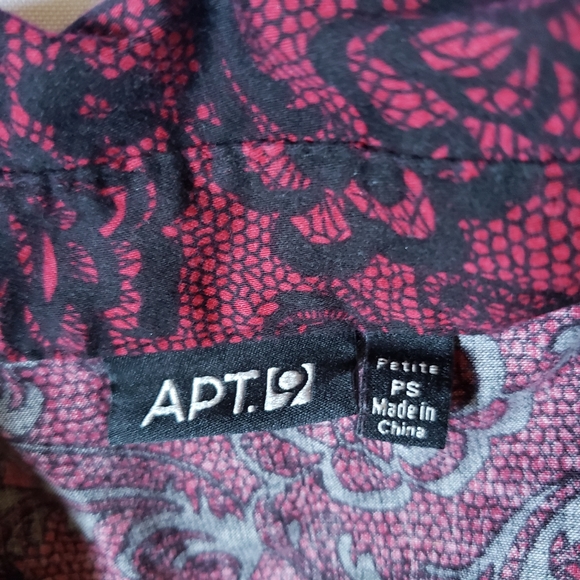 APT.9
Petite
PS
Made in
China